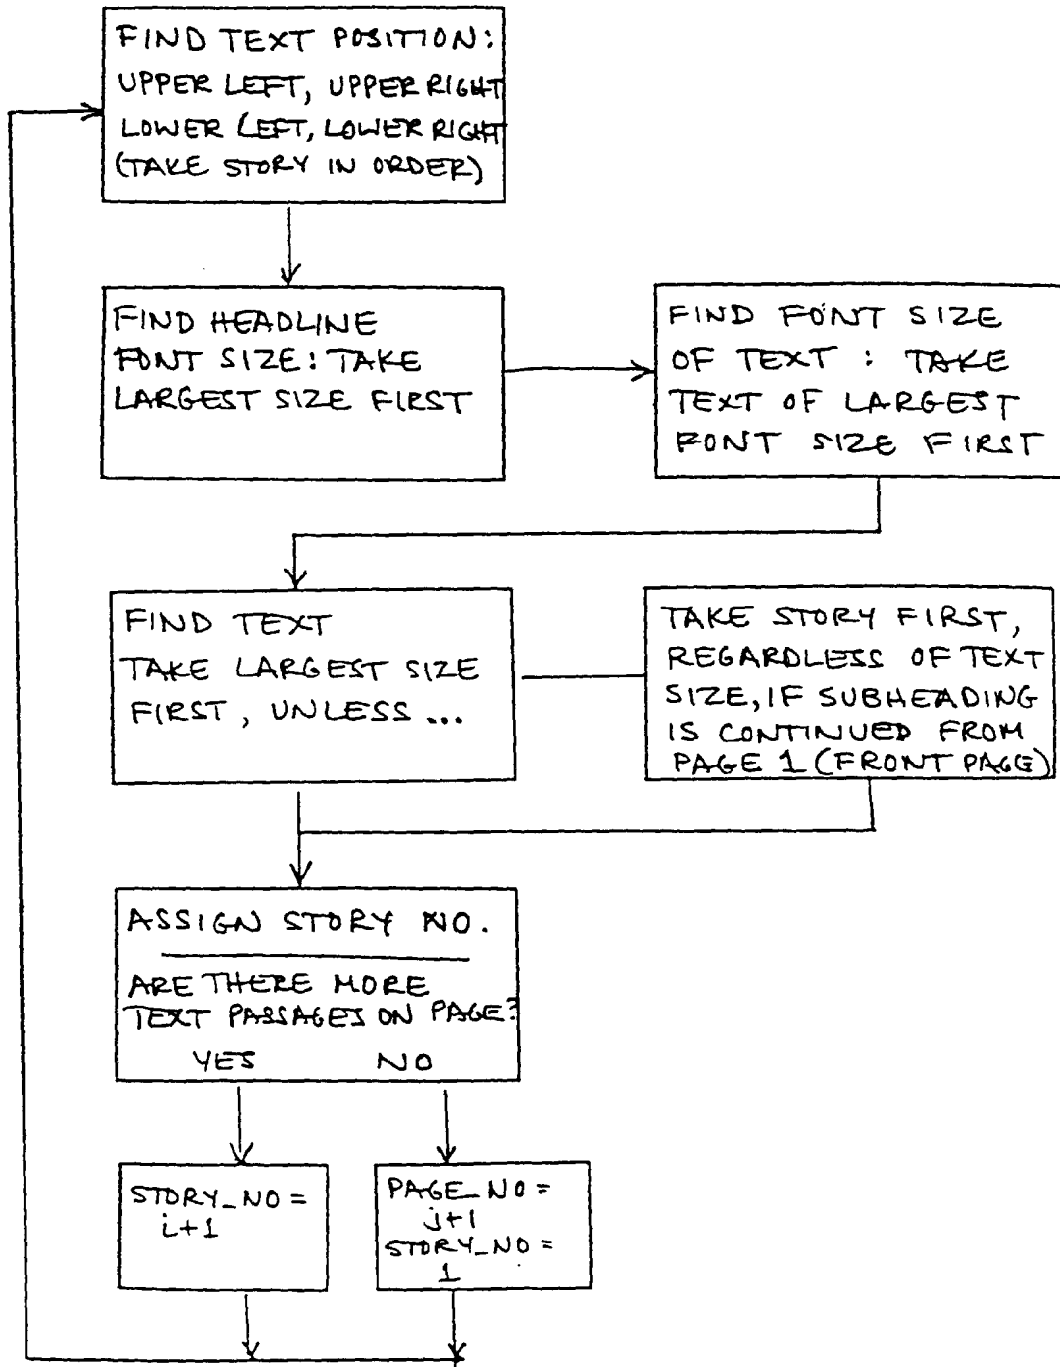 FIND TEXT POSITION:
UPPER LEFT, UPPER RIGHT
LOWER LEFT, LOWER RIGHT
(TAKE STORY IN ORDER)
FIND HEADLINE
FONT SIZE: TAKE
LARGEST SIZE FIRST
FIND FONT SIZE
OF TEXT : TAKE
TEXT OF LARGEST
FONT SIZE FIRST
FIND TEXT
TAKE LARGEST SIZE
FIRST, UNLESS ...
TAKE STORY FIRST,
REGARDLESS OF TEXT
SIZE, IF SUBHEADING
IS CONTINUED FROM
PAGE 1 (FRONT PAGE)
ASSIGN STORY NO.
ARE THERE MORE
TEXT PASSAGES ON PAGE?
YES NO
STORY_NO =
i+1
PAGE_NO =
j+1
STORY_NO =
1